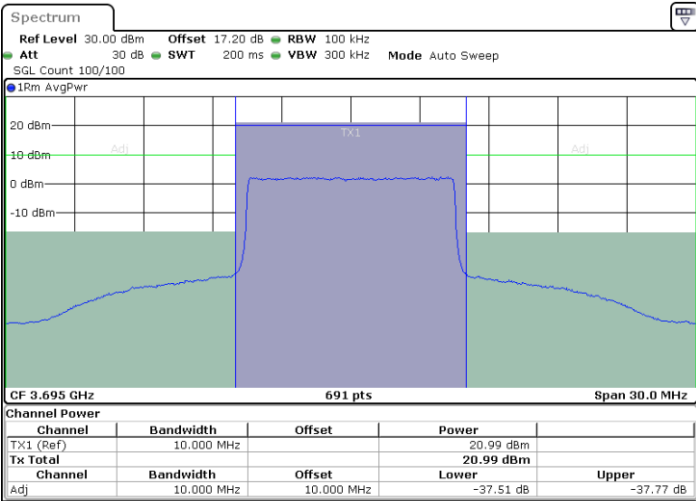 Spectrum
Ref Level 30.00 dBm Offset 17.20 dB RBW 100 kHz
Att 30 dB SWT 200 ms VBW 300 kHz Mode Auto Sweep
SGL Count 100/100
1Rm AvgPwr
20 dBm
TX1
10 dBm Adj Adj
0 dBm
-10 dBm
CF 3.695 GHz 691 pts Span 30.0 MHz
Channel Power
Channel Bandwidth Offset Power
TX1 (Ref) 10.000 MHz 20.99 dBm
Tx Total 20.99 dBm
Channel Bandwidth Offset Lower Upper
Adj 10.000 MHz 10.000 MHz -37.51 dB -37.77 dB